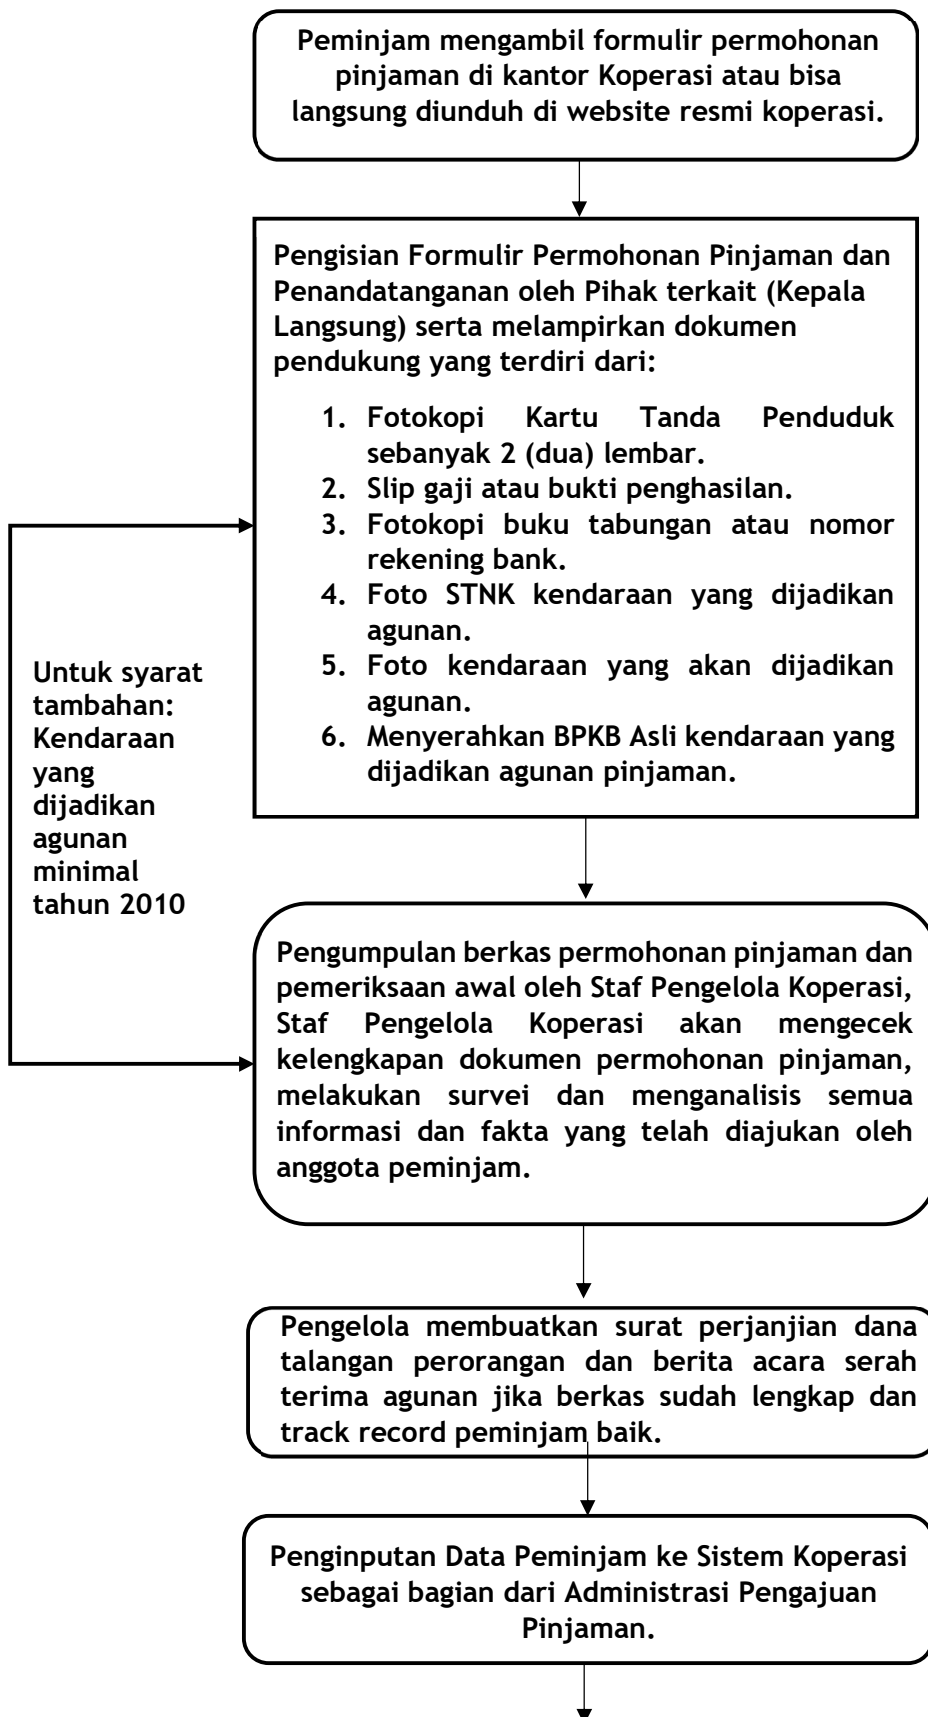 Peminjam mengambil formulir permohonan
pinjaman di kantor Koperasi atau bisa
langsung diunduh di website resmi koperasi.
Pengisian Formulir Permohonan Pinjaman dan
Penandatanganan oleh Pihak terkait (Kepala
Langsung) serta melampirkan dokumen
pendukung yang terdiri dari:
1. Fotokopi Kartu Tanda Penduduk
sebanyak 2 (dua) lembar.
2. Slip gaji atau bukti penghasilan.
3. Fotokopi buku tabungan atau nomor
rekening bank.
4. Foto STNK kendaraan yang dijadikan
agunan.
5. Foto kendaraan yang akan dijadikan
agunan.
6. Menyerahkan BPKB Asli kendaraan yang
dijadikan agunan pinjaman.
Untuk syarat
tambahan:
Kendaraan
yang
dijadikan
agunan
minimal
tahun 2010
Pengumpulan berkas permohonan pinjaman dan
pemeriksaan awal oleh Staf Pengelola Koperasi,
Staf Pengelola Koperasi akan mengecek
kelengkapan dokumen permohonan pinjaman,
melakukan survei dan menganalisis semua
informasi dan fakta yang telah diajukan oleh
anggota peminjam.
Pengelola membuatkan surat perjanjian dana
talangan perorangan dan berita acara serah
terima agunan jika berkas sudah lengkap dan
track record peminjam baik.
Penginputan Data Peminjam ke Sistem Koperasi
sebagai bagian dari Administrasi Pengajuan
Pinjaman.